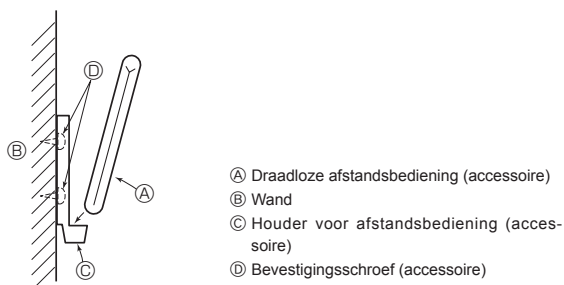 Ⓓ
Ⓑ
Ⓐ
Ⓒ
Ⓐ Draadloze afstandsbediening (accessoire)
Ⓑ Wand
Ⓒ Houder voor afstandsbediening (acces-
soire)
Ⓓ Bevestigingsschroef (accessoire)